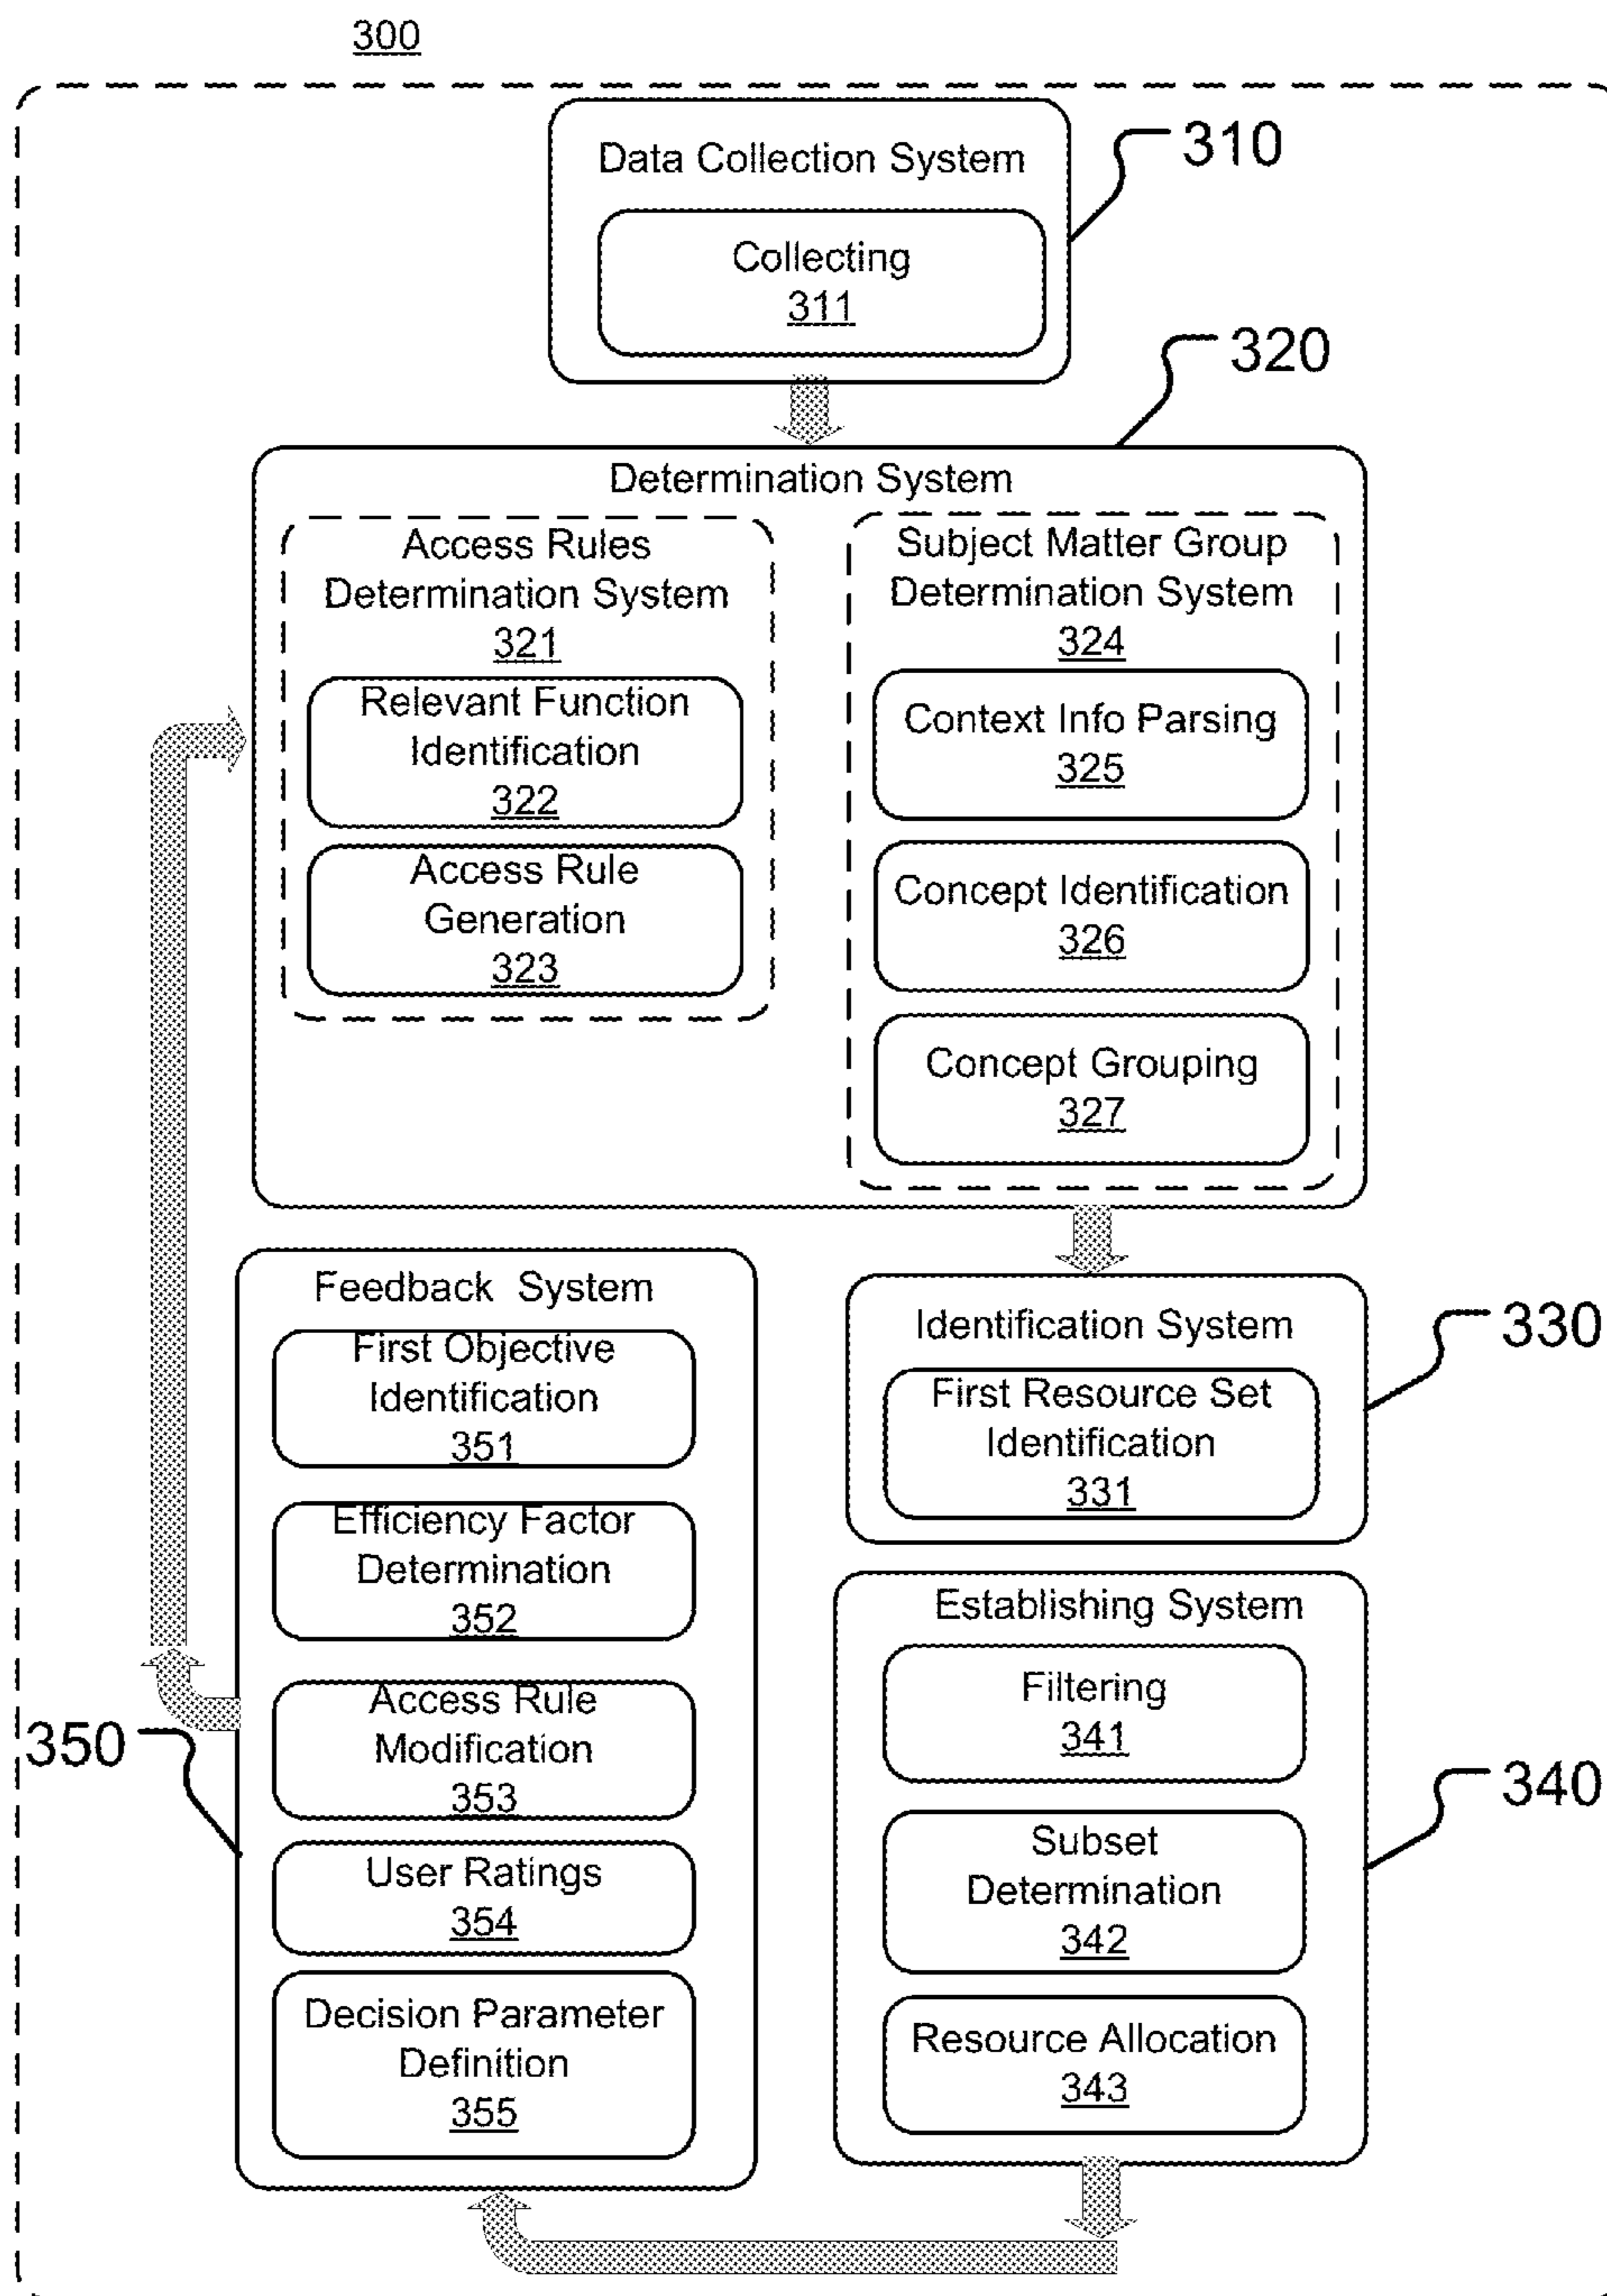 300
Data Collection System
310
Collecting
311
320
Determination System
Access Rules
Determination System
321
Relevant Function
Identification
322
Access Rule
Generation
323
Subject Matter Group
Determination System
324
Context Info Parsing
325
Concept Identification
326
Concept Grouping
327
Identification System
330
First Resource Set
Identification
331
Establishing System
340
Filtering
341
Subset
Determination
342
Resource Allocation
343
Feedback System
350
First Objective
Identification
351
Efficiency Factor
Determination
352
Access Rule
Modification
353
User Ratings
354
Decision Parameter
Definition
355